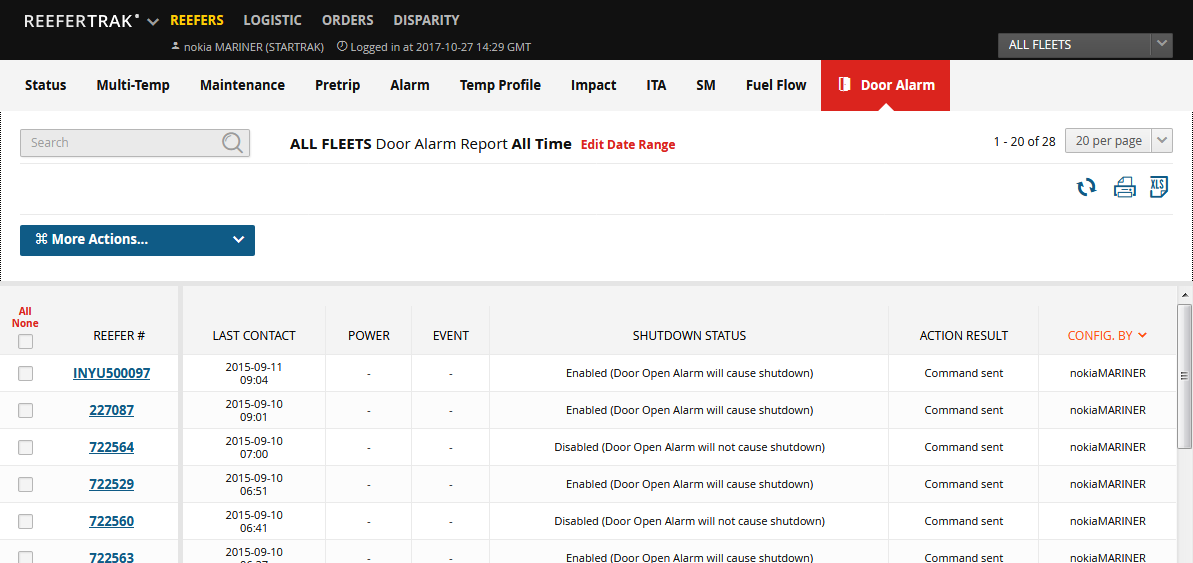 REEFERTRAK REEFERS LOGISTIC ORDERS DISPARITY
nokia MARINER (STARTRAK) Logged in at 2017-10-27 14:29 GMT
ALL FLEETS
Status Multi-Temp Maintenance Pretrip Alarm Temp Profile Impact ITA SM Fuel Flow Door Alarm
Search ALL FLEETS Door Alarm Report All Time Edit Date Range 1 - 20 of 28 20 per page
XLS
⌘ More Actions...
All
None
REEFER # LAST CONTACT POWER EVENT SHUTDOWN STATUS ACTION RESULT CONFIG. BY
INYU500097 2015-09-11 09:04 - - Enabled (Door Open Alarm will cause shutdown) Command sent nokiaMARINER
227087 2015-09-10 09:01 - - Enabled (Door Open Alarm will cause shutdown) Command sent nokiaMARINER
722564 2015-09-10 07:00 - - Disabled (Door Open Alarm will not cause shutdown) Command sent nokiaMARINER
722529 2015-09-10 06:51 - - Enabled (Door Open Alarm will cause shutdown) Command sent nokiaMARINER
722560 2015-09-10 06:41 - - Disabled (Door Open Alarm will not cause shutdown) Command sent nokiaMARINER
722563 2015-09-10 - - Enabled (Door Open Alarm will cause shutdown) Command sent nokiaMARINER